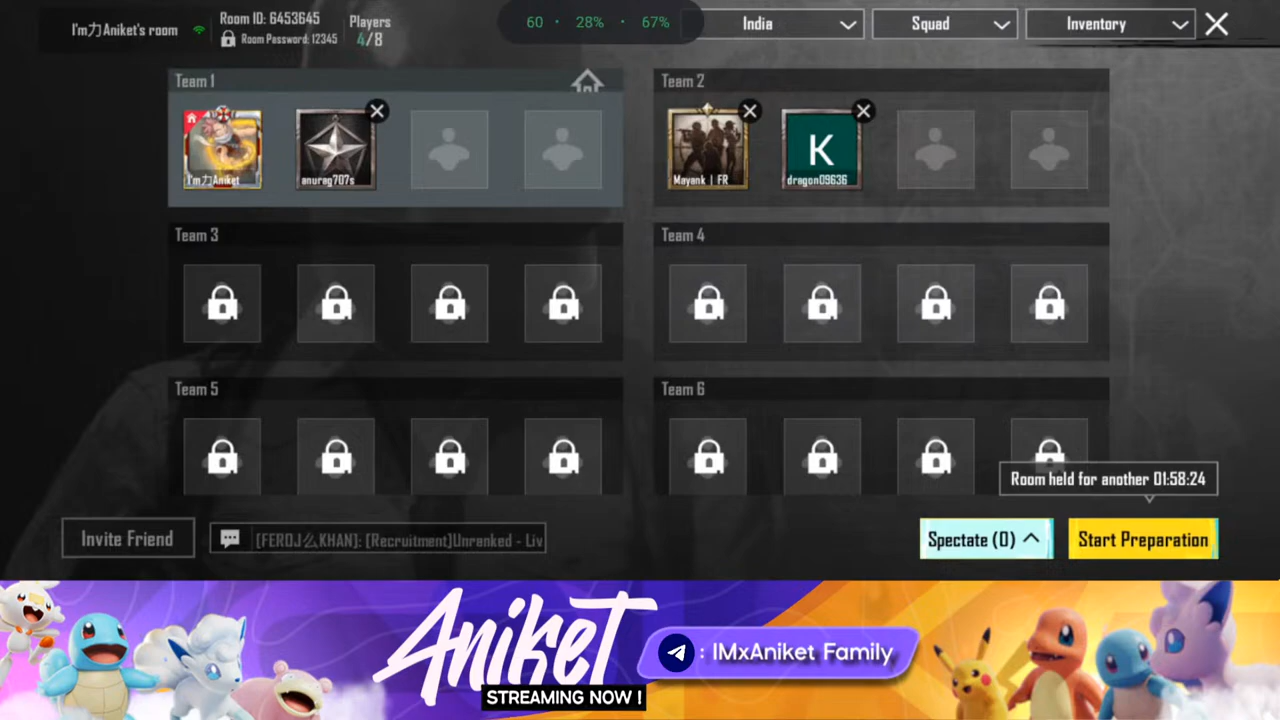 I'm力Aniket's room
Room ID: 6453645
Room Password: 12345
Players
4/8
60 · 28% · 67%
India
Squad
Inventory
Team 1
I'm力Aniket
anurag707s
Team 2
Mayank | FR
K
dragon09636
Team 3
Team 4
Team 5
Team 6
Room held for another 01:58:24
Invite Friend
[FEROJ么KHAN]: [Recruitment]Unranked - Liv
Spectate (0)
Start Preparation
Aniket
STREAMING NOW !
: IMxAniket Family